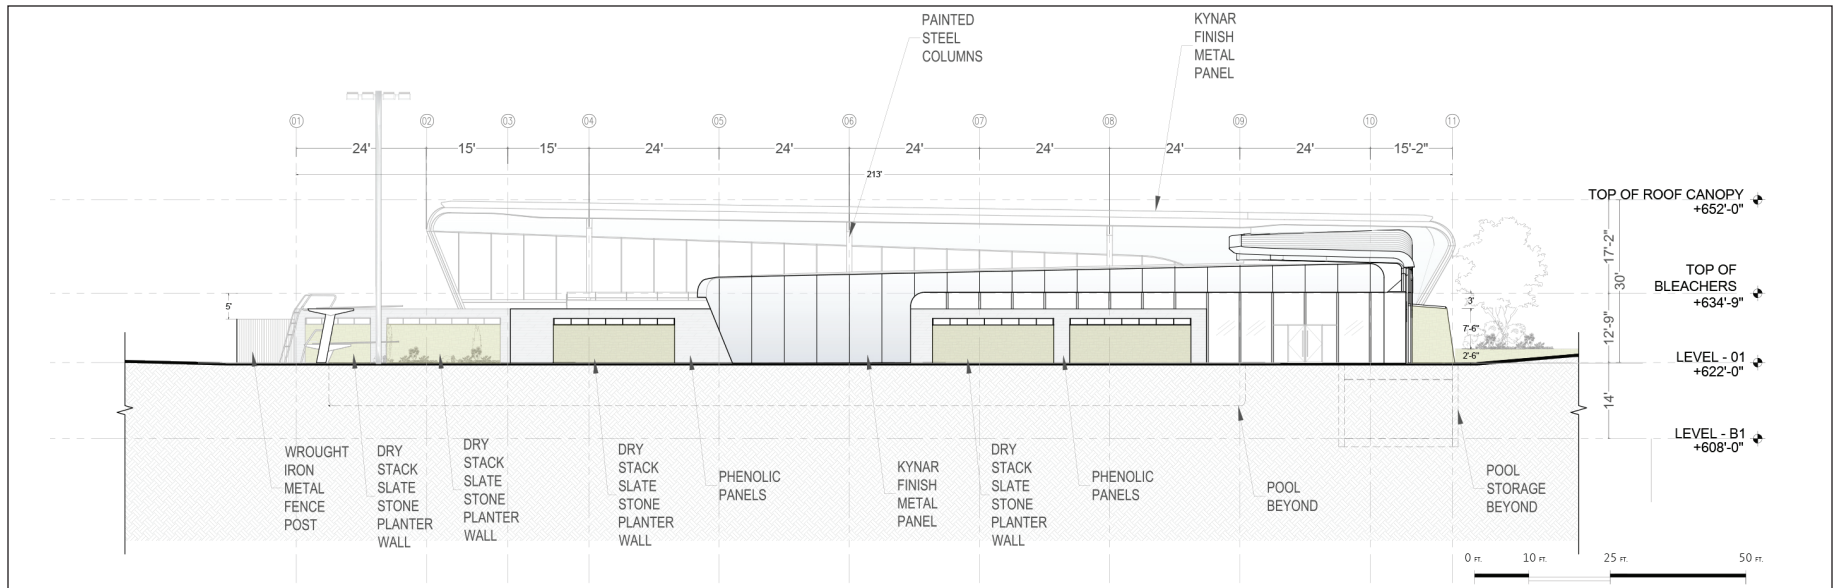 PAINTED
STEEL
COLUMNS
KYNAR
FINISH
METAL
PANEL
01 02 03 04 05 06 07 08 09 10 11
24' 15' 15' 24' 24' 24' 24' 24' 24' 15'-2"
213'
TOP OF ROOF CANOPY
+652'-0"
17'-2"
30'
TOP OF
BLEACHERS
+634'-9"
5'
3'
7'-6"
2'-6"
12'-9"
LEVEL - 01
+622'-0"
14'
LEVEL - B1
+608'-0"
WROUGHT
IRON
METAL
FENCE
POST
DRY
STACK
SLATE
STONE
PLANTER
WALL
DRY
STACK
SLATE
STONE
PLANTER
WALL
DRY
STACK
SLATE
STONE
PLANTER
WALL
PHENOLIC
PANELS
KYNAR
FINISH
METAL
PANEL
DRY
STACK
SLATE
STONE
PLANTER
WALL
PHENOLIC
PANELS
POOL
BEYOND
POOL
STORAGE
BEYOND
0 FT. 10 FT. 25 FT. 50 FT.